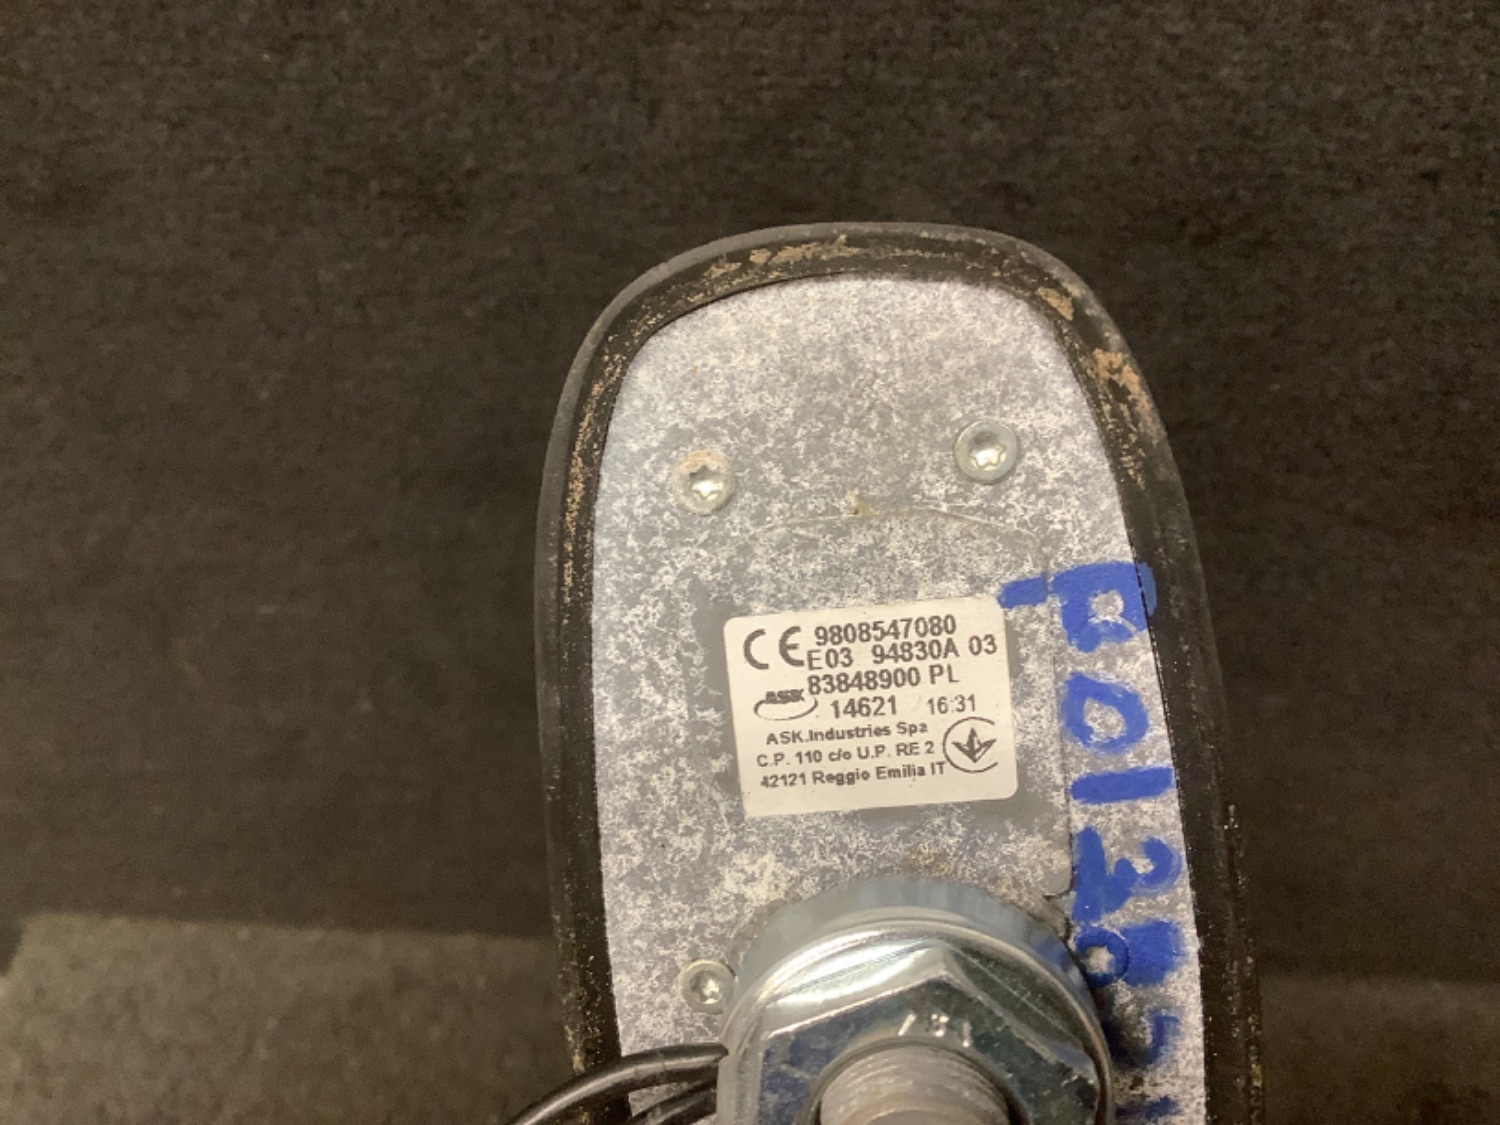 CE 9808547080
E03 94830A 03
ASK 83848900 PL
14621 16:31
ASK.Industries Spa
C.P. 110 c/o U.P. RE 2
42121 Reggio Emilia IT